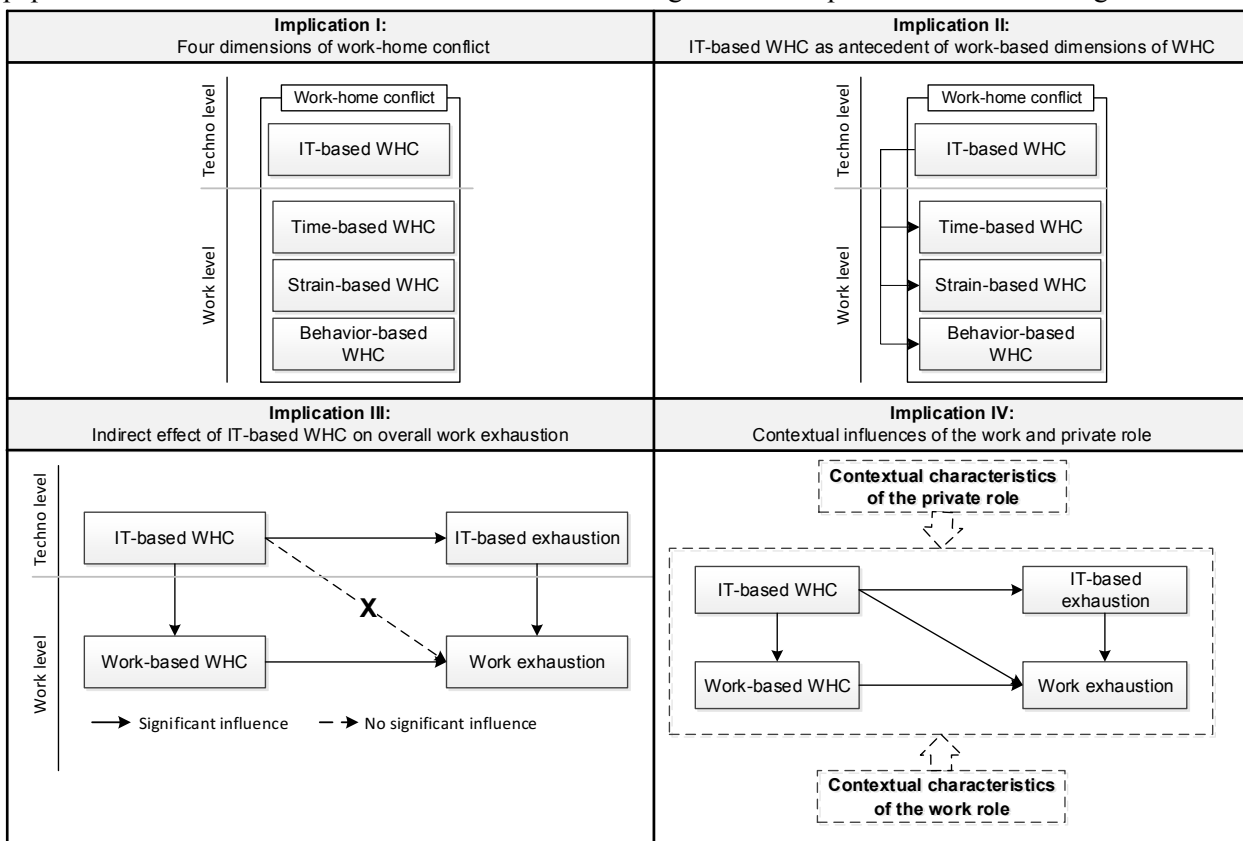 Implication I:
Four dimensions of work-home conflict
Techno level
Work level
Work-home conflict
IT-based WHC
Time-based WHC
Strain-based WHC
Behavior-based
WHC
Implication II:
IT-based WHC as antecedent of work-based dimensions of WHC
Techno level
Work level
Work-home conflict
IT-based WHC
Time-based WHC
Strain-based WHC
Behavior-based
WHC
Implication III:
Indirect effect of IT-based WHC on overall work exhaustion
Techno level
Work level
IT-based WHC
IT-based exhaustion
X
Work-based WHC
Work exhaustion
Significant influence
No significant influence
Implication IV:
Contextual influences of the work and private role
Contextual characteristics
of the private role
IT-based WHC
IT-based
exhaustion
Work-based WHC
Work exhaustion
Contextual characteristics
of the work role